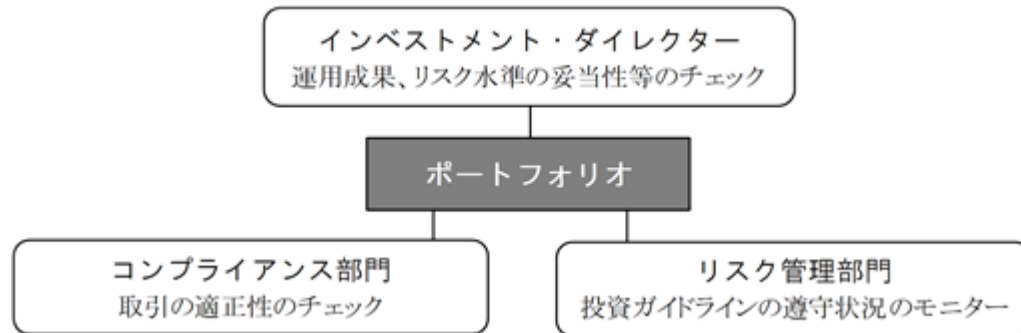 インベストメント・ダイレクター
運用成果、リスク水準の妥当性等のチェック
ポートフォリオ
コンプライアンス部門
取引の適正性のチェック
リスク管理部門
投資ガイドラインの遵守状況のモニター